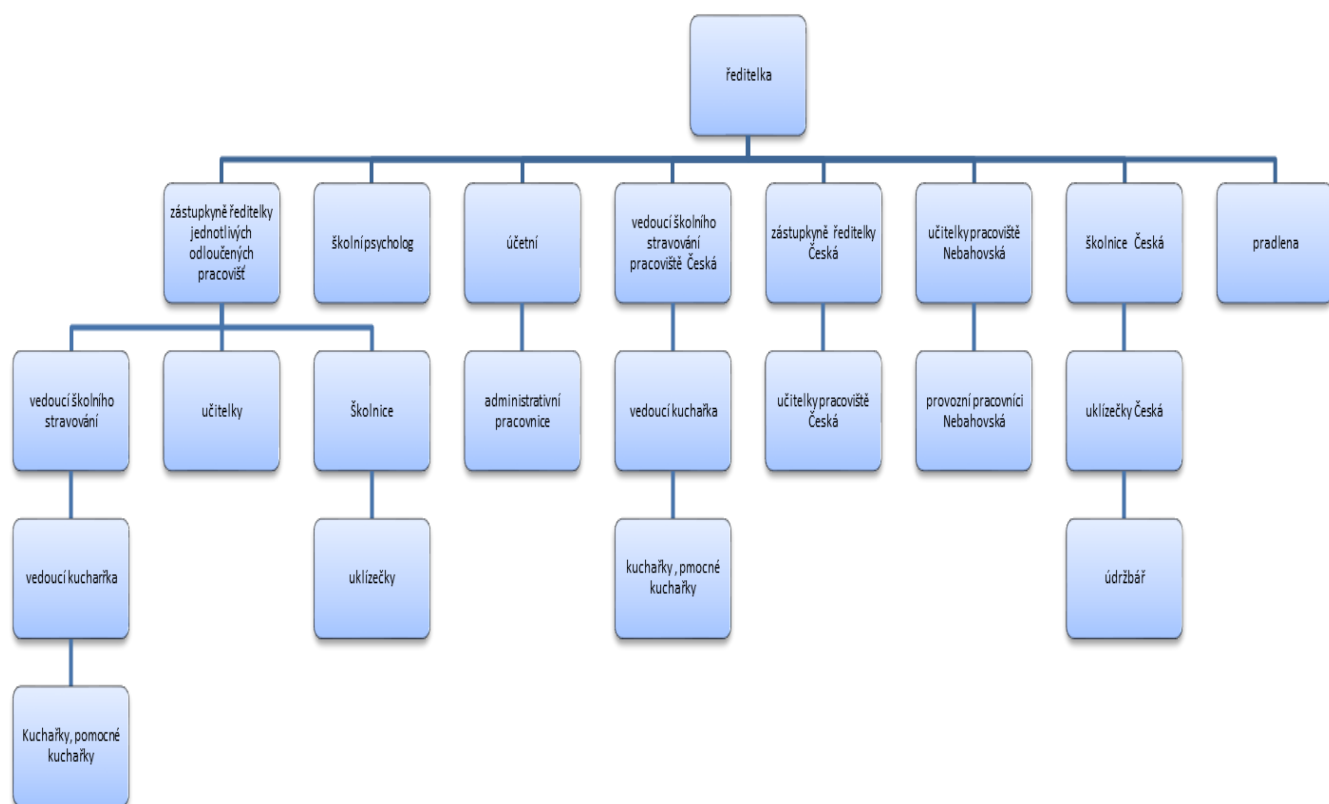 ředitelka
zástupkyně ředitelky
jednotlivých
odloučených
pracovišť
školní psycholog
účetní
vedoucí školního
stravování
pracoviště Česká
zástupkyně ředitelky
Česká
učitelky pracoviště
Nebahovská
školnice Česká
pradlena
vedoucí školního
stravování
učitelky
Školnice
administrativní
pracovnice
vedoucí kuchařka
učitelky pracoviště
Česká
provozní pracovníci
Nebahovská
uklízečky Česká
vedoucí kucharřka
uklízečky
kuchařky , pmocné
kuchařky
údržbář
Kuchařky, pomocné
kuchařky